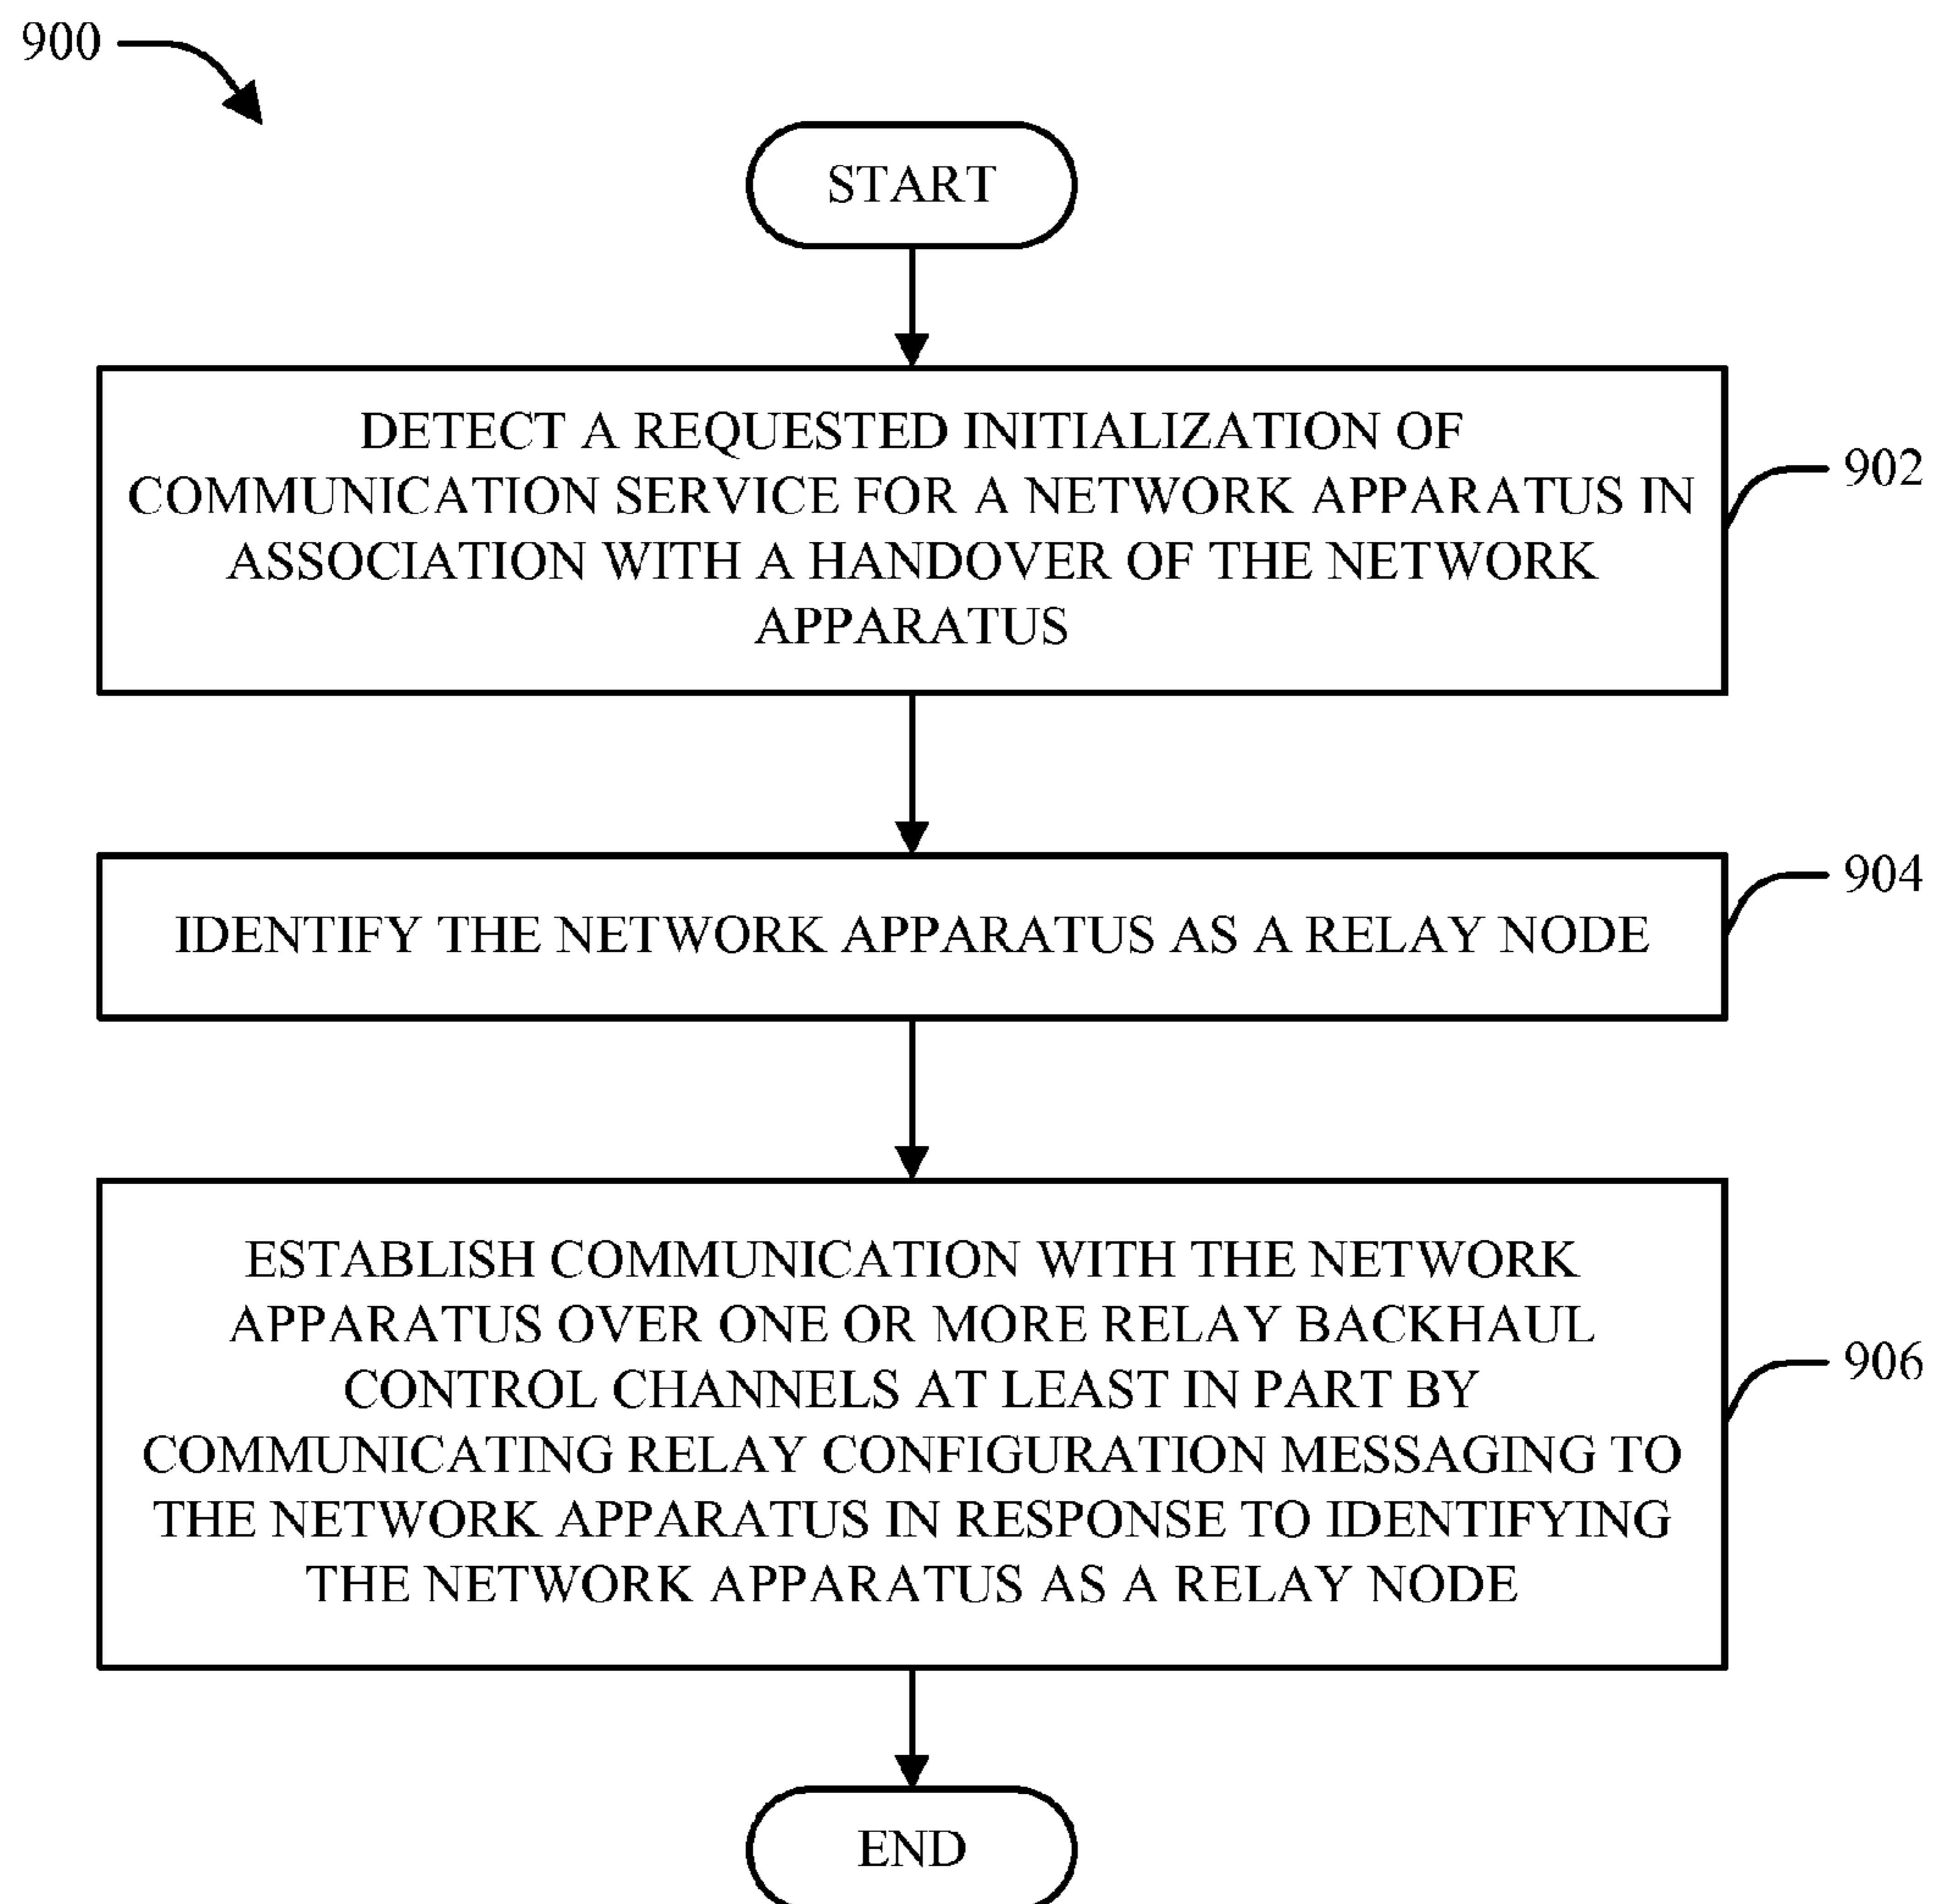 900
START
DETECT A REQUESTED INITIALIZATION OF
COMMUNICATION SERVICE FOR A NETWORK APPARATUS IN
ASSOCIATION WITH A HANDOVER OF THE NETWORK
APPARATUS
902
IDENTIFY THE NETWORK APPARATUS AS A RELAY NODE
904
ESTABLISH COMMUNICATION WITH THE NETWORK
APPARATUS OVER ONE OR MORE RELAY BACKHAUL
CONTROL CHANNELS AT LEAST IN PART BY
COMMUNICATING RELAY CONFIGURATION MESSAGING TO
THE NETWORK APPARATUS IN RESPONSE TO IDENTIFYING
THE NETWORK APPARATUS AS A RELAY NODE
906
END